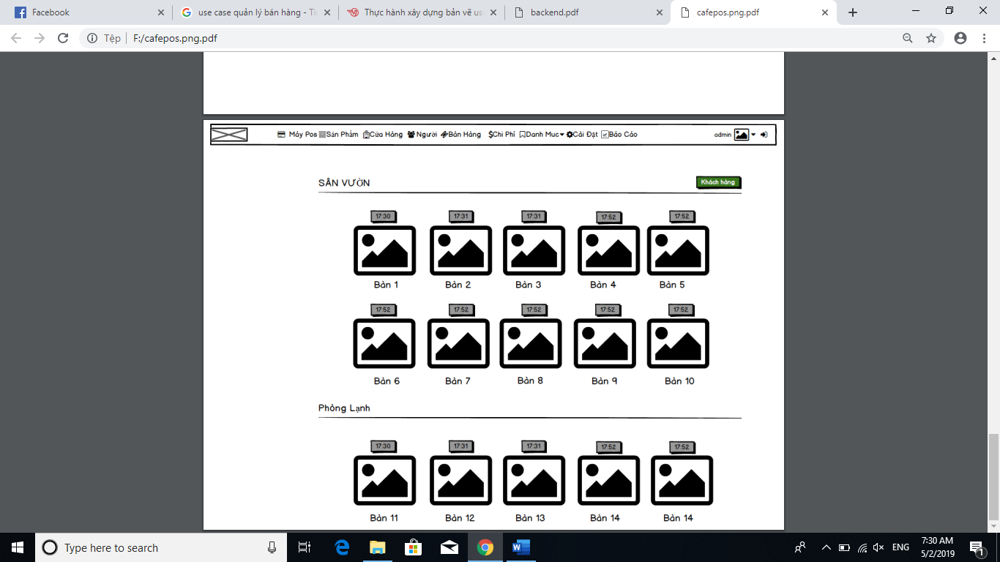 Facebook
use case quản lý bán hàng - Tì
Thực hành xây dựng bản vẽ us
backend.pdf
cafepos.png.pdf
Tệp
F:/cafepos.png.pdf
Máy Pos Sản Phẩm Cửa Hàng Người Bán Hàng $Chi Phí Danh Muc Cài Đặt Báo Cáo admin
SÂN VƯỜN
Khách hàng
17:30 17:31 17:31 17:52 17:52
Bàn 1 Bàn 2 Bàn 3 Bàn 4 Bàn 5
17:52 17:52 17:52 17:52 17:52
Bàn 6 Bàn 7 Bàn 8 Bàn 9 Bàn 10
Phòng Lạnh
17:30 17:31 17:31 17:52 17:52
Bàn 11 Bàn 12 Bàn 13 Bàn 14 Bàn 14
Type here to search
ENG
7:30 AM
5/2/2019
1